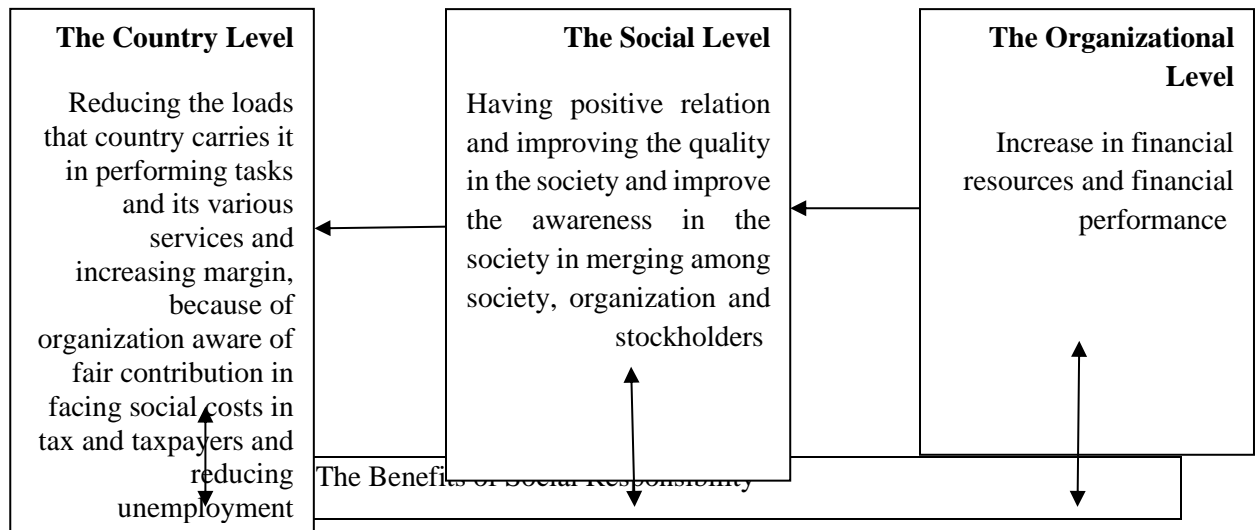 The Country Level
Reducing the loads
that country carries it
in performing tasks
and its various
services and
increasing margin,
because of
organization aware of
fair contribution in
facing social costs in
tax and taxpayers and
reducing
unemployment
The Social Level
Having positive relation
and improving the quality
in the society and improve
the awareness in the
society in merging among
society, organization and
stockholders
The Organizational
Level
Increase in financial
resources and financial
performance
The Benefits of Social Responsibility